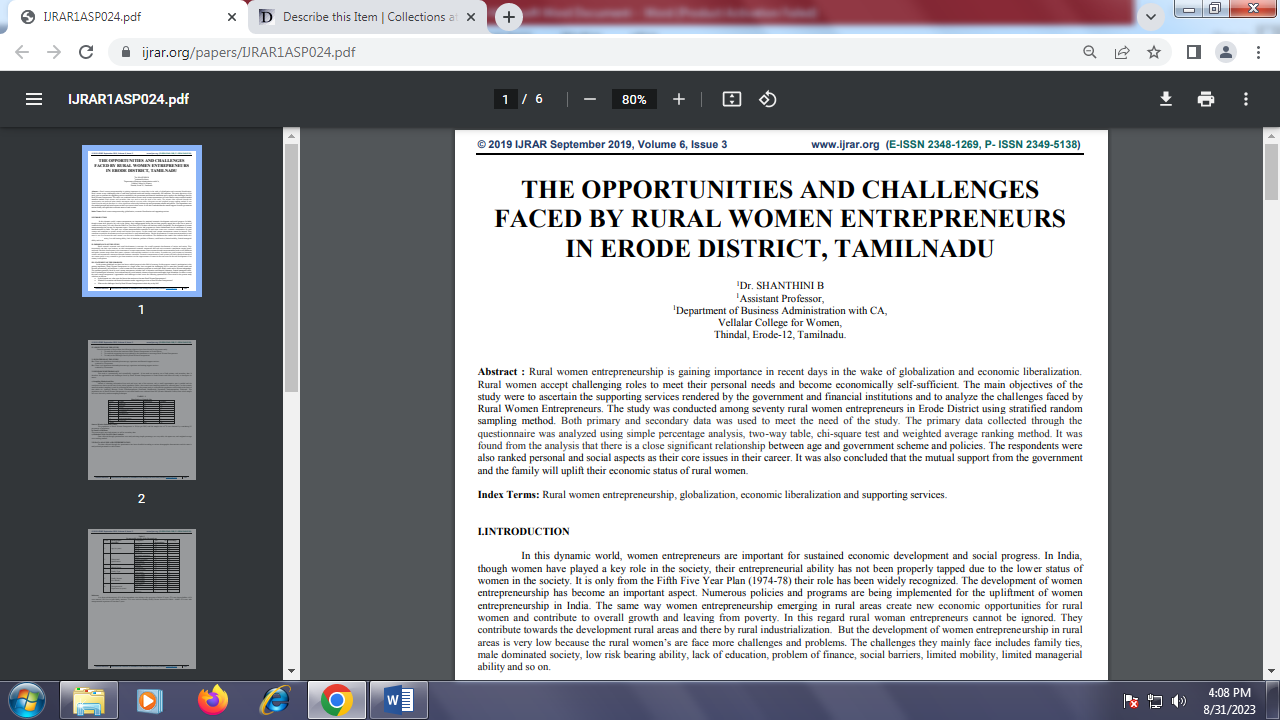 IJRAR1ASP024.pdf
Describe this Item | Collections at
ijrar.org/papers/IJRAR1ASP024.pdf
IJRAR1ASP024.pdf
1 / 6
80%
THE OPPORTUNITIES AND CHALLENGES
FACED BY RURAL WOMEN ENTREPRENEURS
IN ERODE DISTRICT, TAMILNADU
1
2
© 2019 IJRAR September 2019, Volume 6, Issue 3 www.ijrar.org (E-ISSN 2348-1269, P- ISSN 2349-5138)
THE OPPORTUNITIES AND CHALLENGES
FACED BY RURAL WOMEN ENTREPRENEURS
IN ERODE DISTRICT, TAMILNADU
¹Dr. SHANTHINI B
¹Assistant Professor,
¹Department of Business Administration with CA,
Vellalar College for Women,
Thindal, Erode-12, Tamilnadu.
Abstract : Rural women entrepreneurship is gaining importance in recent days in the wake of globalization and economic liberalization.
Rural women accept challenging roles to meet their personal needs and become economically self-sufficient. The main objectives of the
study were to ascertain the supporting services rendered by the government and financial institutions and to analyze the challenges faced by
Rural Women Entrepreneurs. The study was conducted among seventy rural women entrepreneurs in Erode District using stratified random
sampling method. Both primary and secondary data was used to meet the need of the study. The primary data collected through the
questionnaire was analyzed using simple percentage analysis, two-way table, chi-square test and weighted average ranking method. It was
found from the analysis that there is a close significant relationship between age and government scheme and policies. The respondents were
also ranked personal and social aspects as their core issues in their career. It was also concluded that the mutual support from the government
and the family will uplift their economic status of rural women.
Index Terms: Rural women entrepreneurship, globalization, economic liberalization and supporting services.
I.INTRODUCTION
In this dynamic world, women entrepreneurs are important for sustained economic development and social progress. In India,
though women have played a key role in the society, their entrepreneurial ability has not been properly tapped due to the lower status of
women in the society. It is only from the Fifth Five Year Plan (1974-78) their role has been widely recognized. The development of women
entrepreneurship has become an important aspect. Numerous policies and programs are being implemented for the upliftment of women
entrepreneurship in India. The same way women entrepreneurship emerging in rural areas create new economic opportunities for rural
women and contribute to overall growth and leaving from poverty. In this regard rural woman entrepreneurs cannot be ignored. They
contribute towards the development rural areas and there by rural industrialization. But the development of women entrepreneurship in rural
areas is very low because the rural women's are face more challenges and problems. The challenges they mainly face includes family ties,
male dominated society, low risk bearing ability, lack of education, problem of finance, social barriers, limited mobility, limited managerial
ability and so on.
4:08 PM
8/31/2023